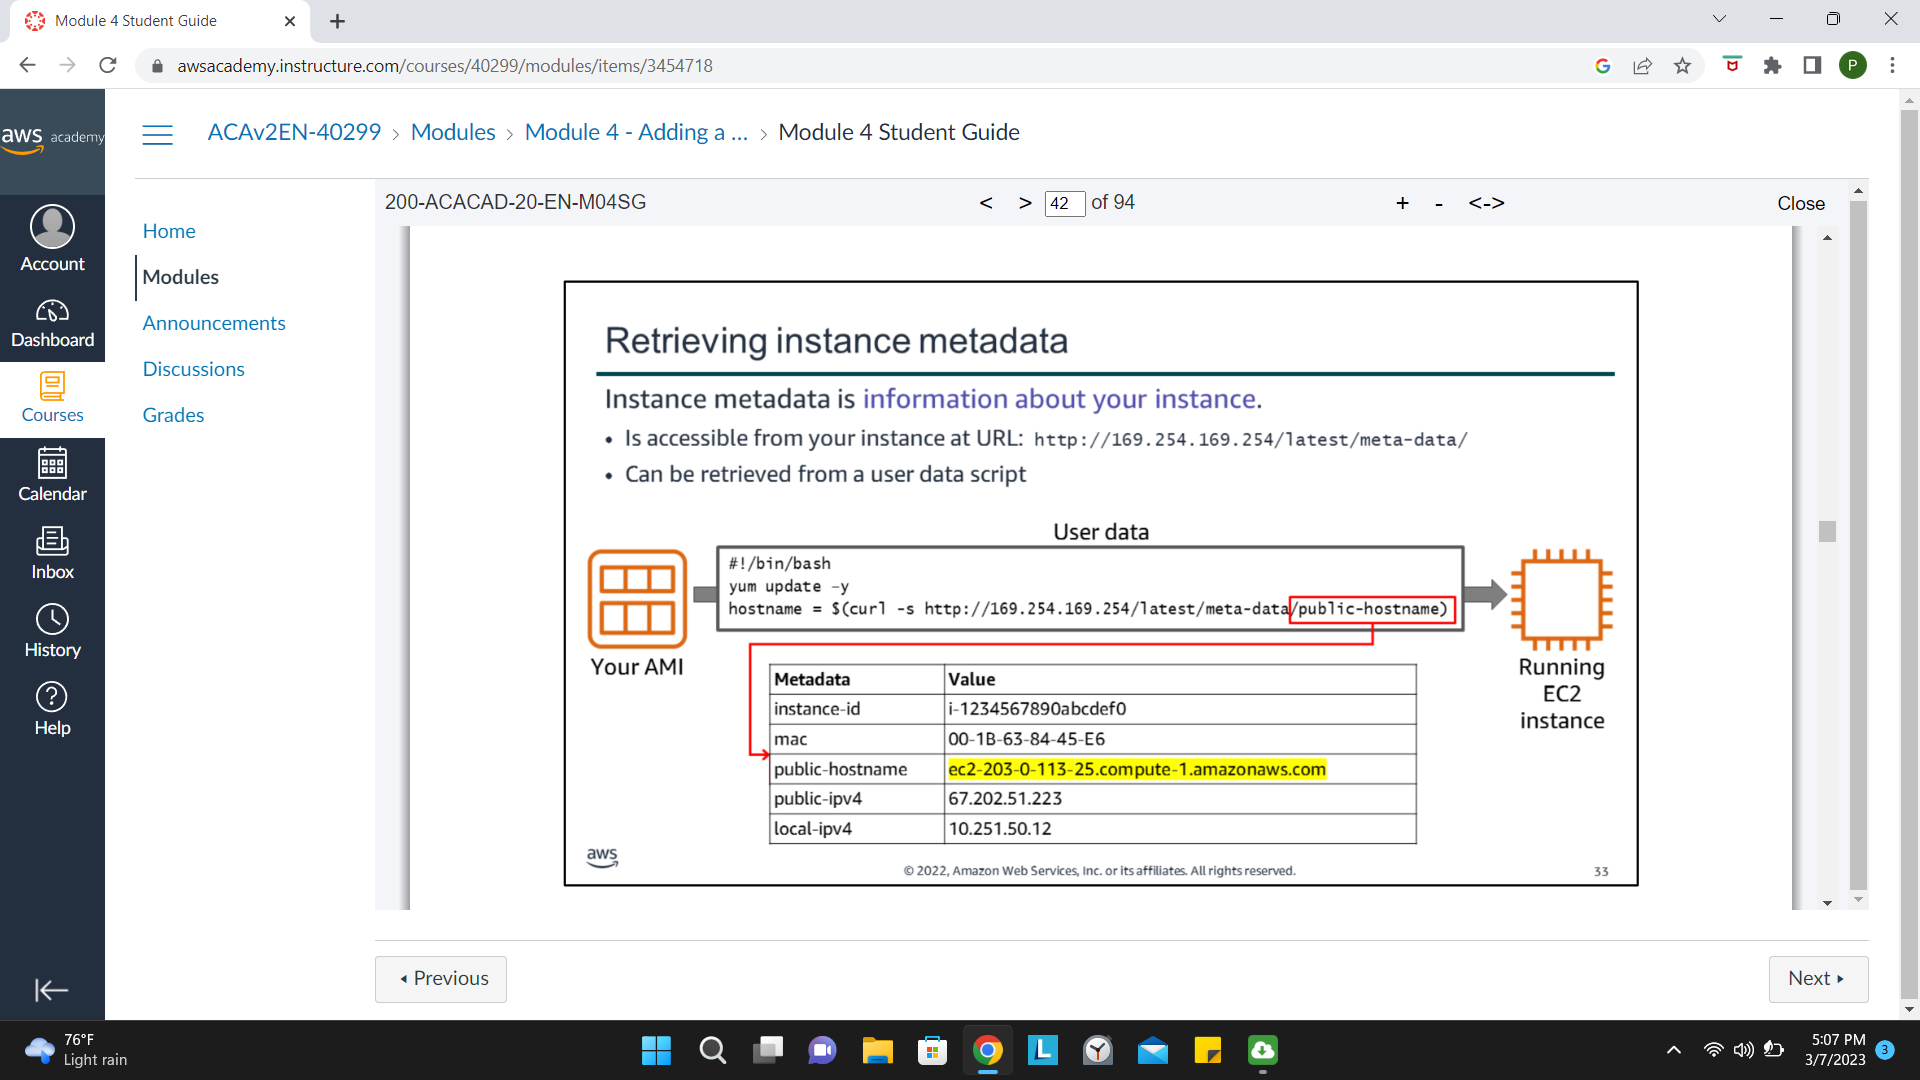 Module 4 Student Guide
awsacademy.instructure.com/courses/40299/modules/items/3454718
P
aws academy
ACAv2EN-40299 > Modules > Module 4 - Adding a ... > Module 4 Student Guide
200-ACACAD-20-EN-M04SG
< > 42 of 94
+ - <->
Close
Account
Dashboard
Courses
Calendar
Inbox
History
Help
Home
Modules
Announcements
Discussions
Grades
Retrieving instance metadata
Instance metadata is information about your instance.
• Is accessible from your instance at URL: http://169.254.169.254/latest/meta-data/
• Can be retrieved from a user data script
User data
#!/bin/bash
yum update -y
hostname = $(curl -s http://169.254.169.254/latest/meta-data/public-hostname)
Your AMI
Running
EC2
instance
Metadata Value
instance-id i-1234567890abcdef0
mac 00-1B-63-84-45-E6
public-hostname ec2-203-0-113-25.compute-1.amazonaws.com
public-ipv4 67.202.51.223
local-ipv4 10.251.50.12
aws
© 2022, Amazon Web Services, Inc. or its affiliates. All rights reserved.
33
Previous
Next
76°F
Light rain
L
5:07 PM
3/7/2023
3